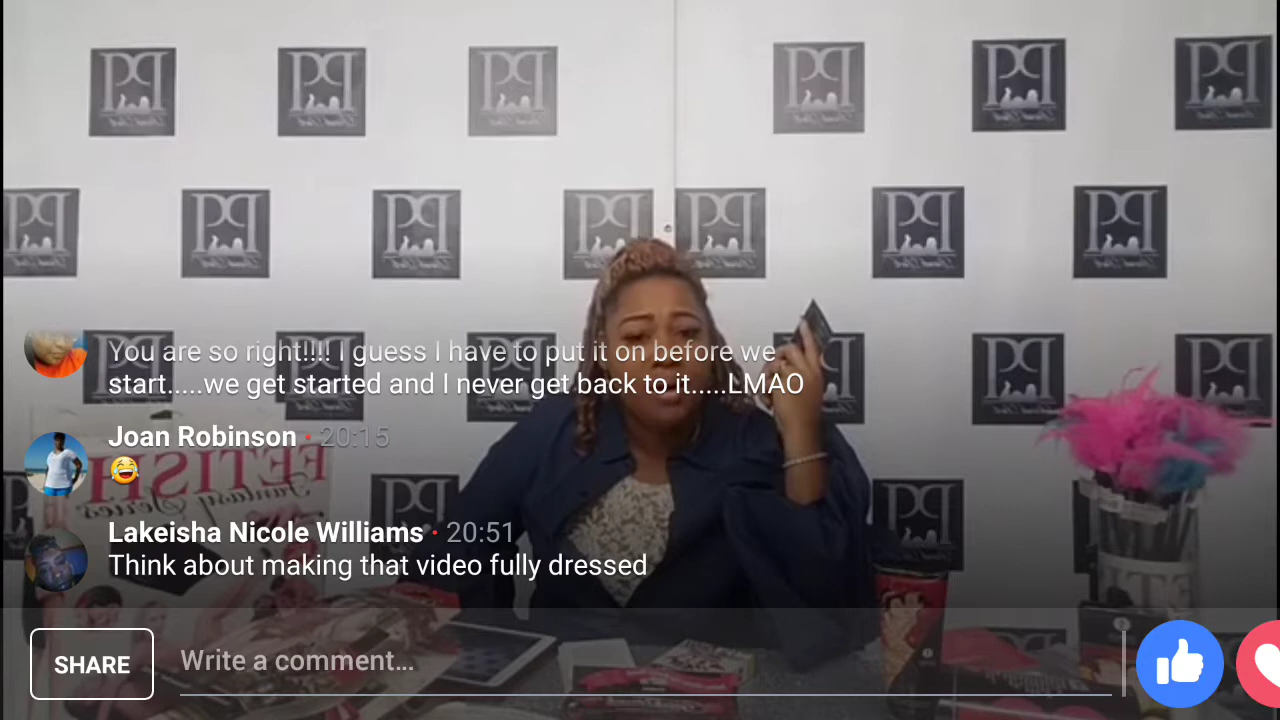 You are so right!!!! I guess I have to put it on before we
start.....we get started and I never get back to it.....LMAO
Joan Robinson • 20:15
😂
FETISH
Fantasy Series
Lakeisha Nicole Williams • 20:51
Think about making that video fully dressed
SHARE
Write a comment...